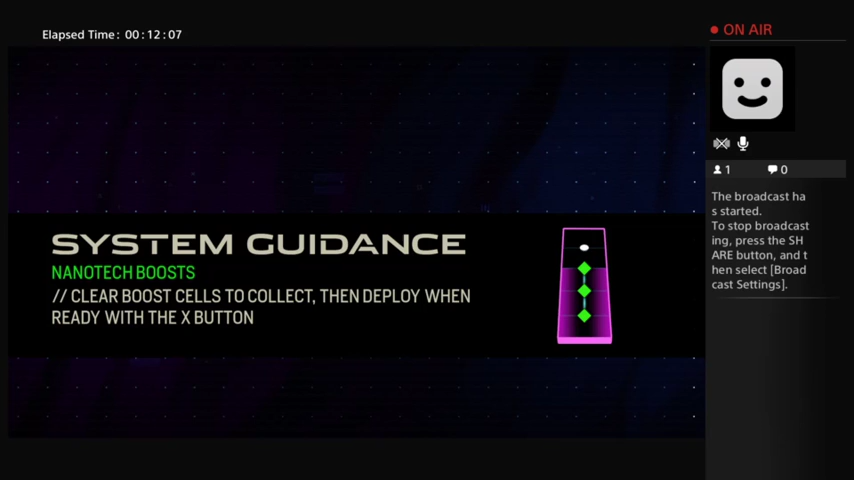 Elapsed Time: 00:12:07
ON AIR
1 0
The broadcast ha
s started.
To stop broadcast
ing, press the SH
ARE button, and t
hen select [Broad
cast Settings].
SYSTEM GUIDANCE
NANOTECH BOOSTS
// CLEAR BOOST CELLS TO COLLECT, THEN DEPLOY WHEN
READY WITH THE X BUTTON